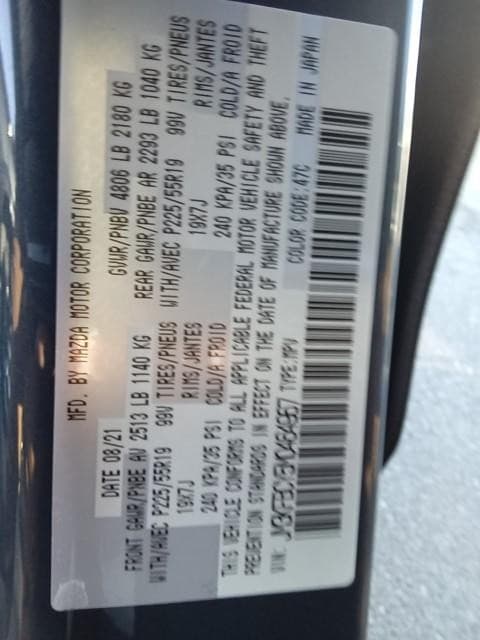 MFD. BY MAZDA MOTOR CORPORATION
DATE 08/21 GVWR/PNBV 4806 LB 2180 KG
FRONT GAWR/PNBE AV 2513 LB 1140 KG REAR GAWR/PNBE AR 2293 LB 1040 KG
WITH/AVEC P225/55R19 99V TIRES/PNEUS WITH/AVEC P225/55R19 99V TIRES/PNEUS
19X7J RIMS/JANTES 19X7J RIMS/JANTES
240 KPA/35 PSI COLD/A FROID 240 KPA/35 PSI COLD/A FROID
THIS VEHICLE CONFORMS TO ALL APPLICABLE FEDERAL MOTOR VEHICLE SAFETY AND THEFT
PREVENTION STANDARDS IN EFFECT ON THE DATE OF MANUFACTURE SHOWN ABOVE.
VIN: TYPE:MPV COLOR CODE:47C MADE IN JAPAN